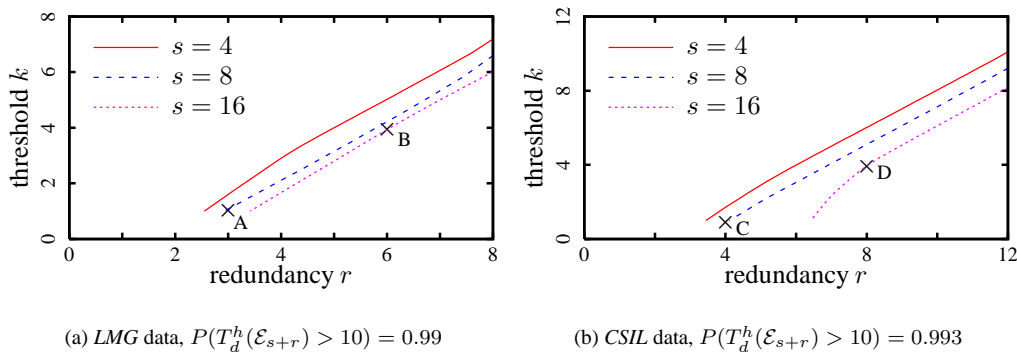 8
6
4
2
0
threshold k
s = 4
s = 8
s = 16
A
B
0
2
4
6
8
redundancy r
(a) LMG data, P(T_d^h(ℰ_{s+r}) > 10) = 0.99
12
8
4
0
threshold k
s = 4
s = 8
s = 16
C
D
0
4
8
12
redundancy r
(b) CSIL data, P(T_d^h(ℰ_{s+r}) > 10) = 0.993